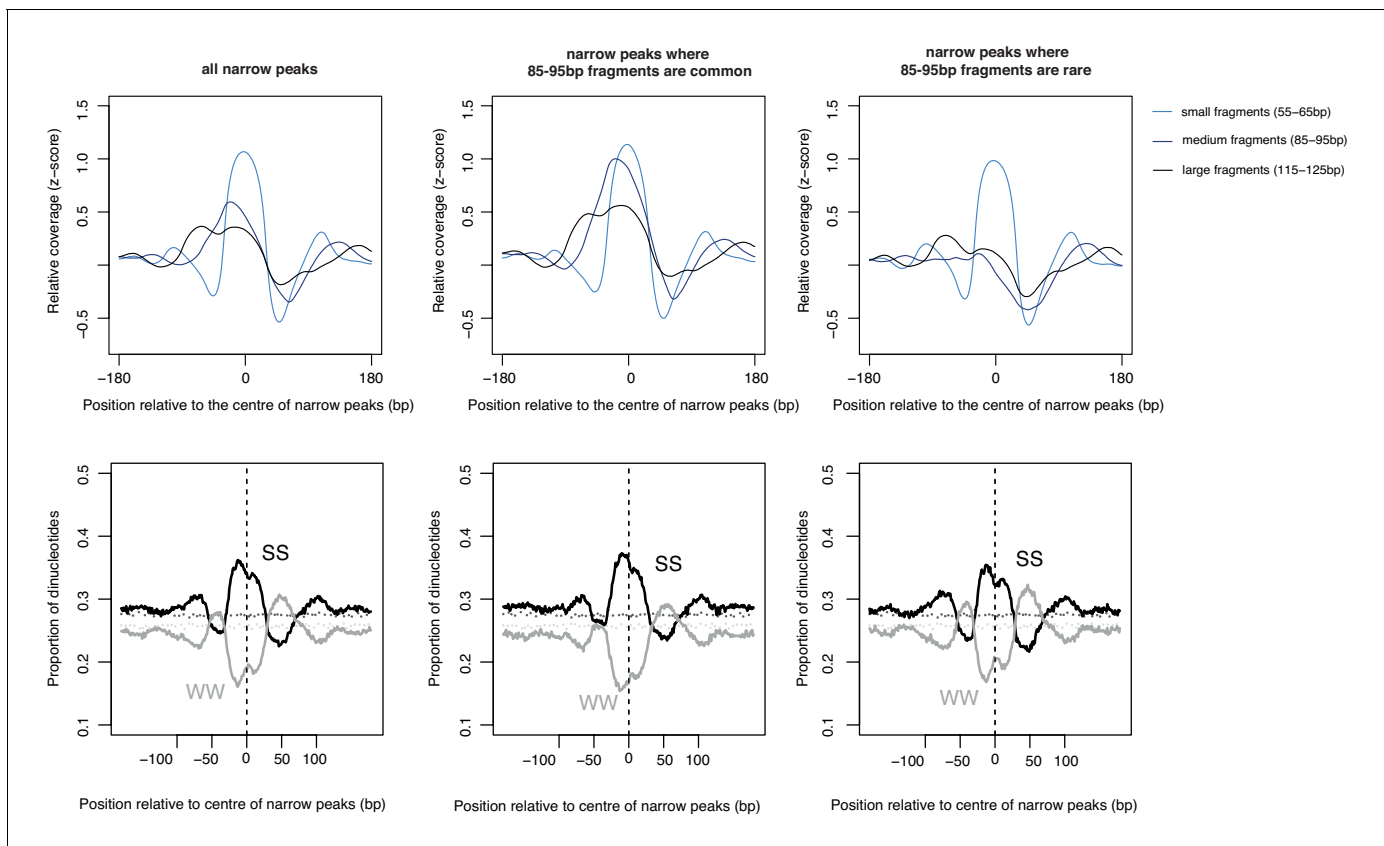 all narrow peaks
narrow peaks where
85-95bp fragments are common
narrow peaks where
85-95bp fragments are rare
small fragments (55−65bp)
medium fragments (85−95bp)
large fragments (115−125bp)
Relative coverage (z−score)
1.5
1.0
0.5
−0.5
−180
0
180
Position relative to the centre of narrow peaks (bp)
Relative coverage (z−score)
1.5
1.0
0.5
−0.5
−180
0
180
Position relative to the centre of narrow peaks (bp)
Relative coverage (z−score)
1.5
1.0
0.5
−0.5
−180
0
180
Position relative to the centre of narrow peaks (bp)
Proportion of dinucleotides
0.5
0.4
0.3
0.2
0.1
SS
WW
−100
−50
0
50
100
Position relative to centre of narrow peaks (bp)
Proportion of dinucleotides
0.5
0.4
0.3
0.2
0.1
SS
WW
−100
−50
0
50
100
Position relative to centre of narrow peaks (bp)
Proportion of dinucleotides
0.5
0.4
0.3
0.2
0.1
SS
WW
−100
−50
0
50
100
Position relative to centre of narrow peaks (bp)